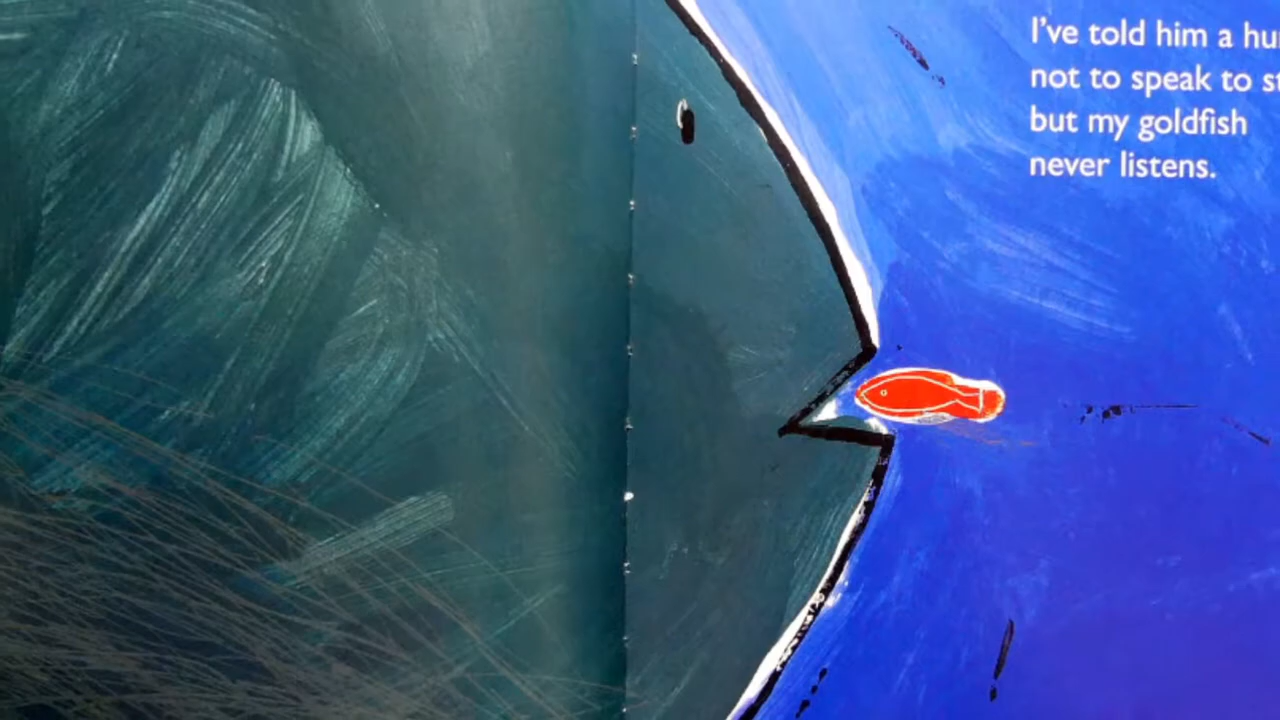 I've told him a
not to speak to
but my goldfish
never listens.